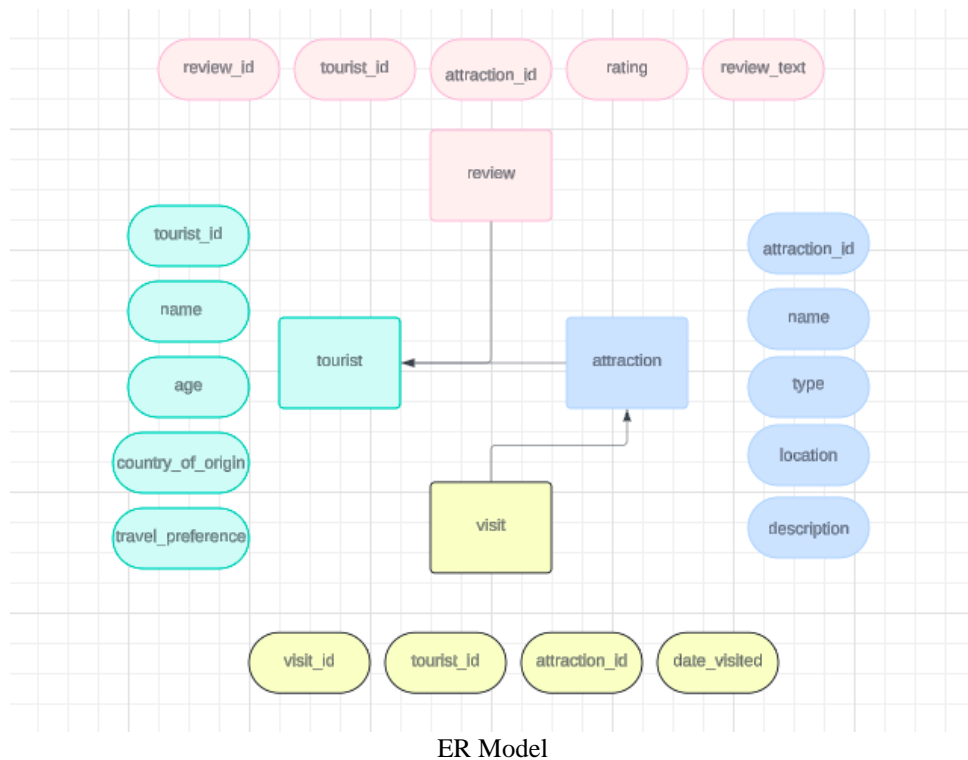 review_id
tourist_id
attraction_id
rating
review_text
review
tourist_id
name
age
country_of_origin
travel_preference
tourist
attraction
attraction_id
name
type
location
description
visit
visit_id
tourist_id
attraction_id
date_visited
ER Model